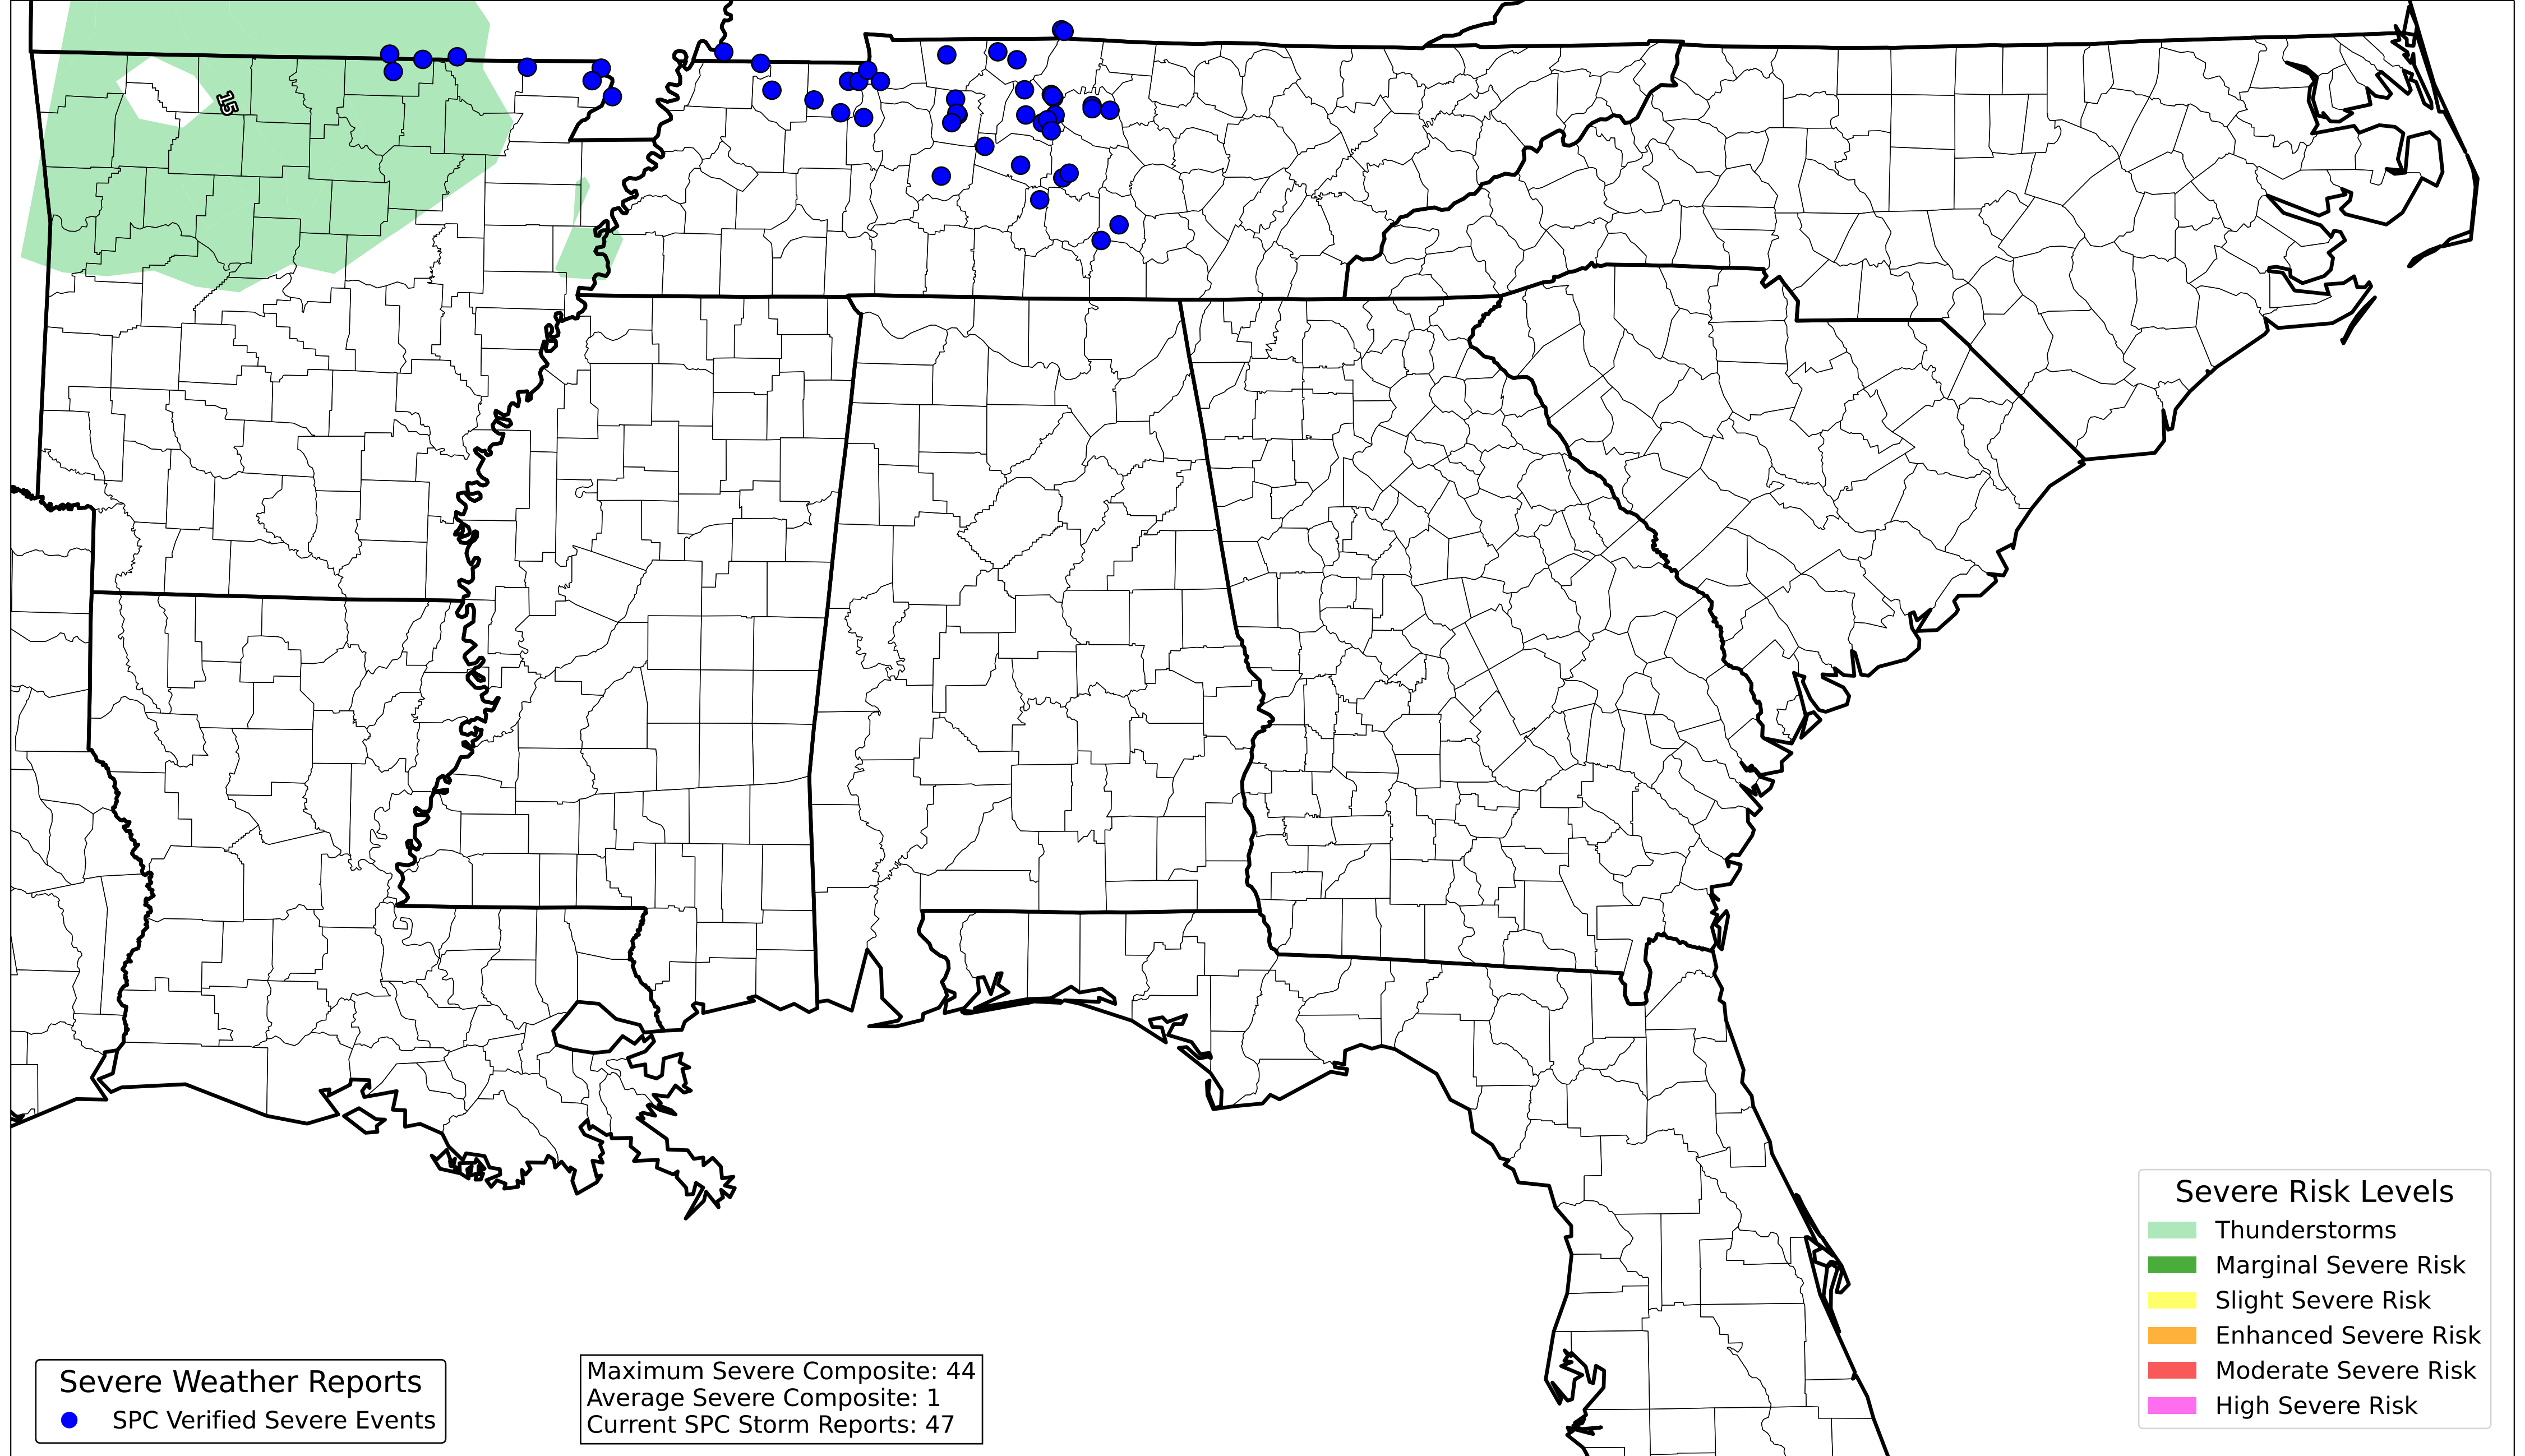 15
Severe Risk Levels
Thunderstorms
Marginal Severe Risk
Slight Severe Risk
Enhanced Severe Risk
Moderate Severe Risk
High Severe Risk
Severe Weather Reports
SPC Verified Severe Events
Maximum Severe Composite: 44
Average Severe Composite: 1
Current SPC Storm Reports: 47